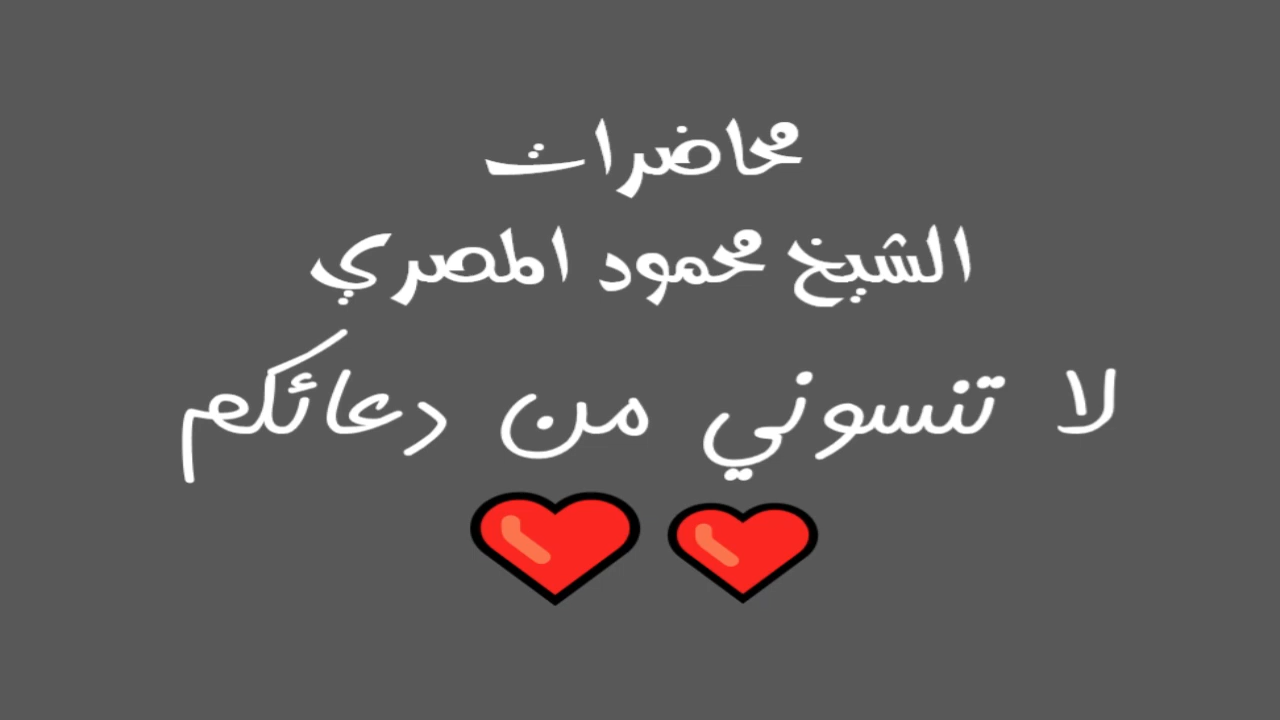 محاضرات
الشيخ محمود المصري
لا تنسوني من دعائكم